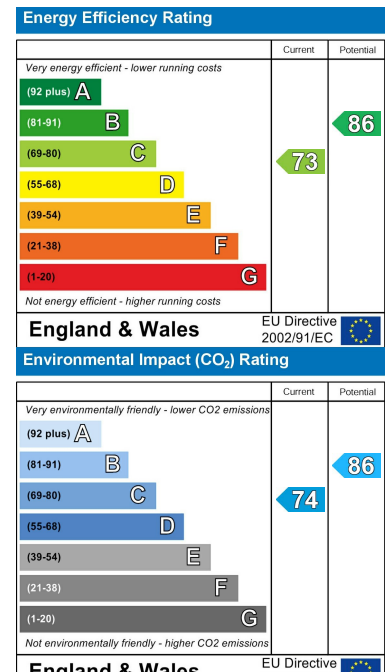 Energy Efficiency Rating
Current Potential
Very energy efficient - lower running costs
(92 plus) A
(81-91) B
86
(69-80) C
73
(55-68) D
(39-54) E
(21-38) F
(1-20) G
Not energy efficient - higher running costs
England & Wales
EU Directive
2002/91/EC
Environmental Impact (CO₂) Rating
Current Potential
Very environmentally friendly - lower CO2 emissions
(92 plus) A
(81-91) B
86
(69-80) C
74
(55-68) D
(39-54) E
(21-38) F
(1-20) G
Not environmentally friendly - higher CO2 emissions
England & Wales
EU Directive